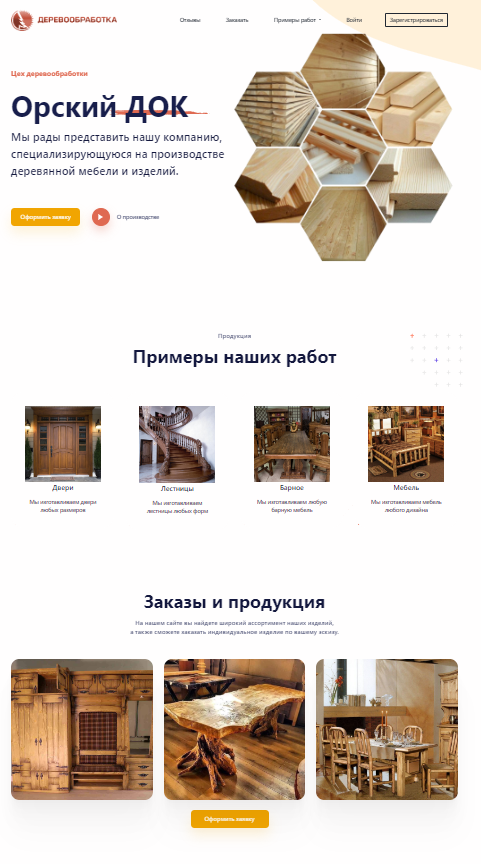 ДЕРЕВООБРАБОТКА
Отзывы Заказать Примеры работ Войти Зарегистрироваться
Цех деревообработки
Орский ДОК
Мы рады представить нашу компанию,
специализирующуюся на производстве
деревянной мебели и изделий.
Оформить заявку О производстве
Продукция
Примеры наших работ
Двери
Мы изготавливаем двери
любых размеров
Лестницы
Мы изготавливаем
лестницы любых форм
Барное
Мы изготавливаем любую
барную мебель
Мебель
Мы изготавливаем мебель
любого дизайна
Заказы и продукция
На нашем сайте вы найдете широкий ассортимент наших изделий,
а также сможете заказать индивидуальное изделие по вашему эскизу.
Оформить заявку